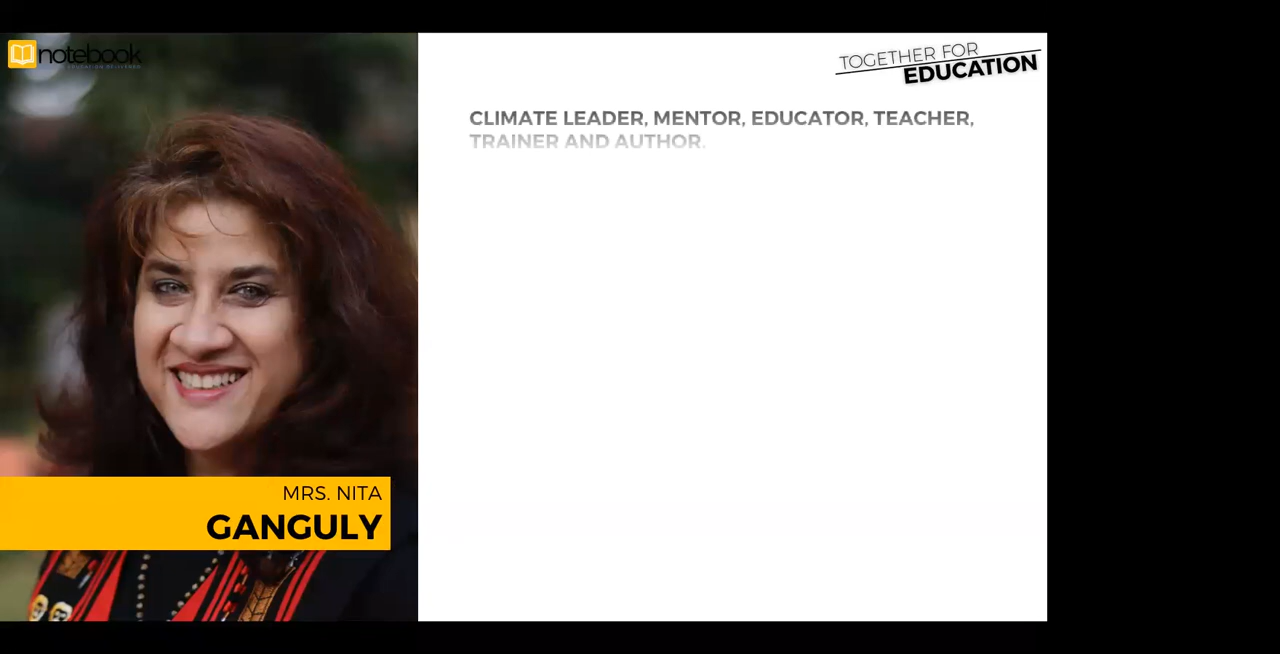 notebook
TOGETHER FOR
EDUCATION
CLIMATE LEADER, MENTOR, EDUCATOR, TEACHER,
TRAINER AND AUTHOR.
MRS. NITA
GANGULY